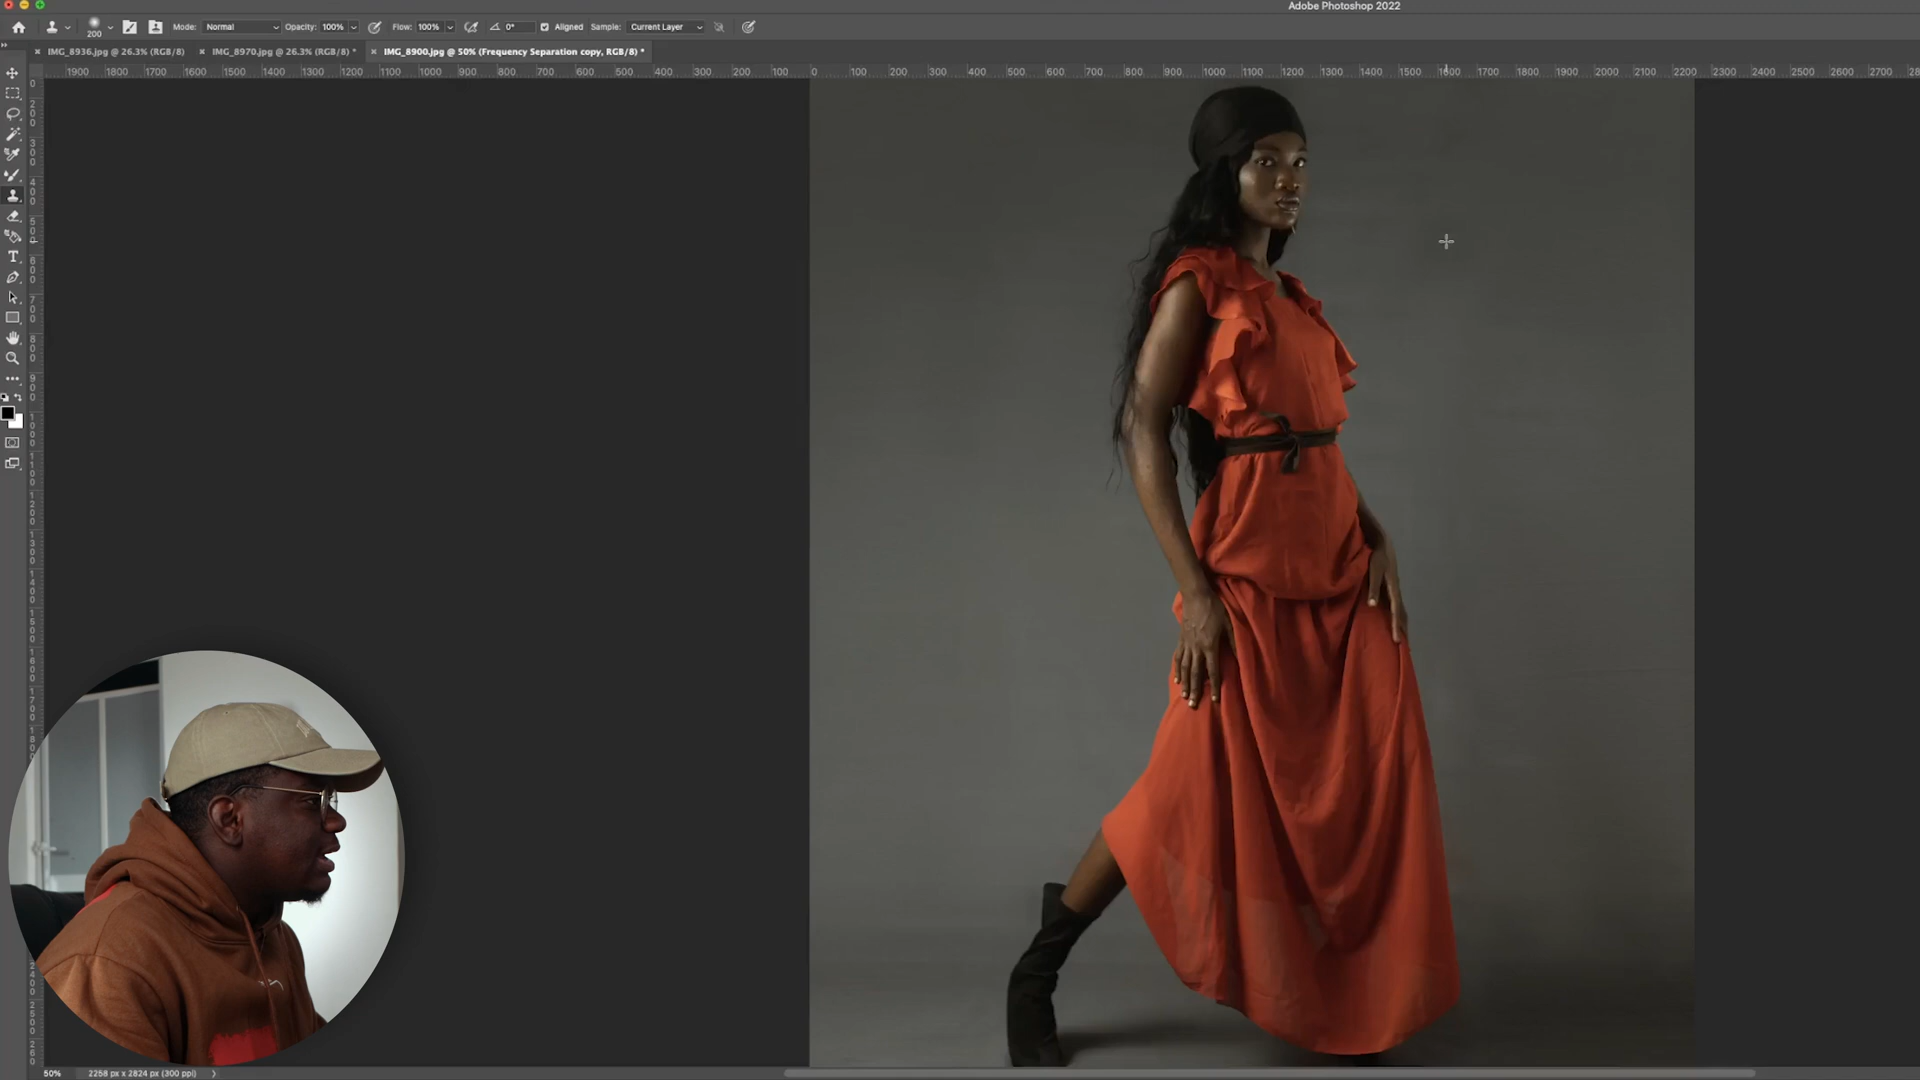 Adobe Photoshop 2022
200 Mode: Normal Opacity: 100% Flow: 100% 0° Aligned Sample: Current Layer
IMG_8936.jpg @ 26.3% (RGB/8) IMG_8970.jpg @ 26.3% (RGB/8) * IMG_8900.jpg @ 50% (Frequency Separation copy, RGB/8) *
1900 1800 1700 1600 1500 1400 1300 1200 1100 1000 900 800 700 600 500 400 300 200 100 0 100 200 300 400 500 600 700 800 900 1000 1100 1200 1300 1400 1500 1600 1700 1800 1900 2000 2100 2200 2300 2400 2500 2600 2700
50% 2258 px x 2824 px (300 ppi)